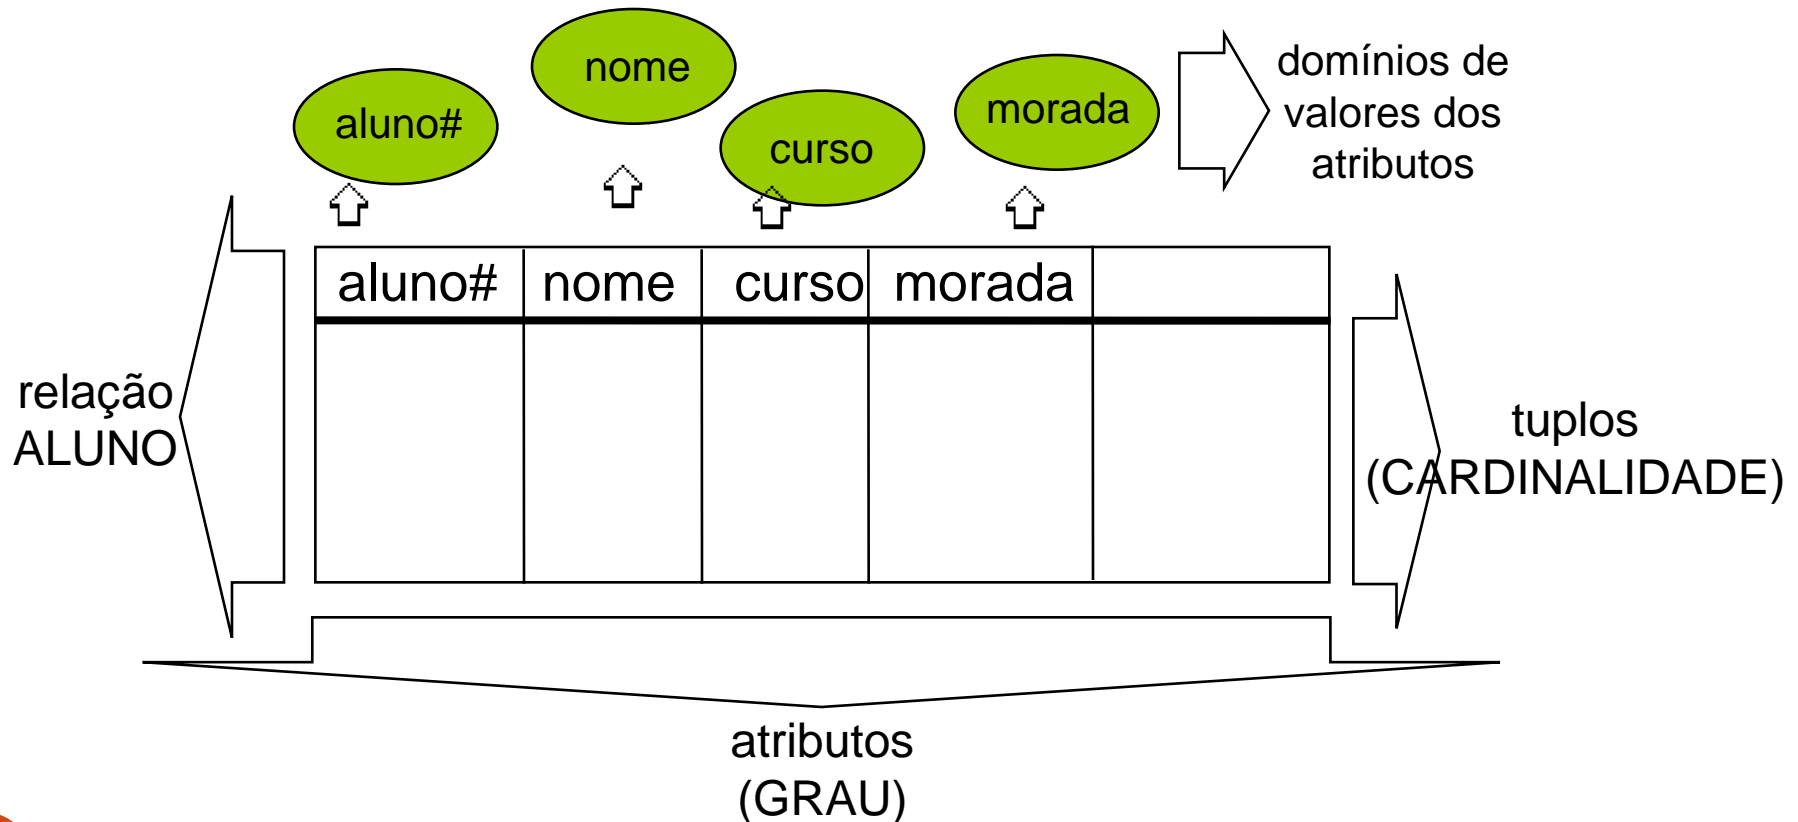 nome
domínios de
aluno#
morada
valores dos
curso
atributos
aluno# nome curso morada
relação
ALUNO
tuplos
(CARDINALIDADE)
atributos
(GRAU)